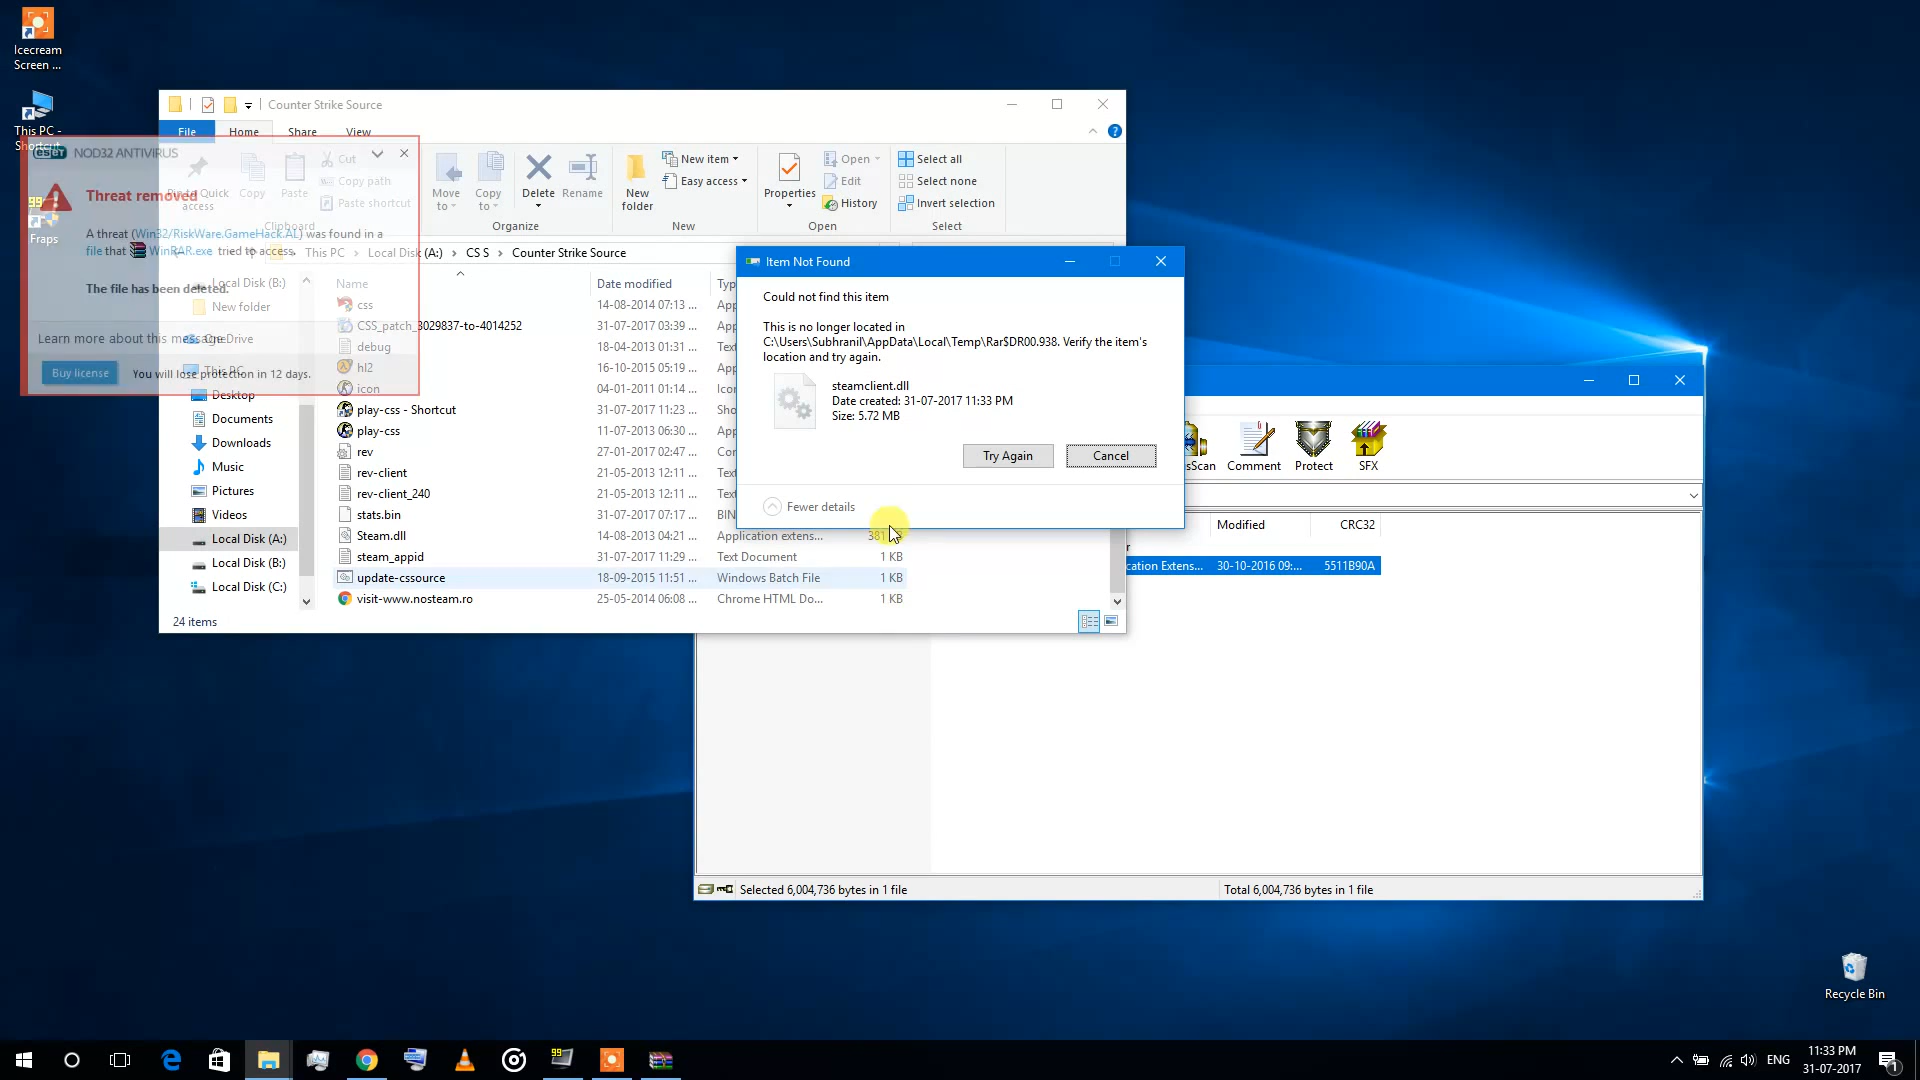 Icecream
Screen ...
This PC -
Shortcut
Fraps
Counter Strike Source
File
Home
Share
View
Pin to Quick
access
Copy
Paste
Cut
Copy path
Paste shortcut
Clipboard
Move
to
Copy
to
Delete
Rename
Organize
New
folder
New item
Easy access
New
Properties
Open
Edit
History
Open
Select all
Select none
Invert selection
Select
This PC
Local Disk (A:)
CS S
Counter Strike Source
eset NOD32 ANTIVIRUS
Threat removed
A threat (Win32/RiskWare.GameHack.AL) was found in a
file that WinRAR.exe tried to access.
The file has been deleted.
Learn more about this message
Buy license
You will lose protection in 12 days.
Local Disk (B:)
New folder
OneDrive
This PC
Desktop
Documents
Downloads
Music
Pictures
Videos
Local Disk (A:)
Local Disk (B:)
Local Disk (C:)
24 items
Name
Date modified
Typ
css 14-08-2014 07:13 ... App
CSS_patch_3029837-to-4014252 31-07-2017 03:39 ... App
debug 18-04-2013 01:31 ... Text
hl2 16-10-2015 05:19 ... App
icon 04-01-2011 01:14 ... Icon
play-css - Shortcut 31-07-2017 11:23 ... Sho
play-css 11-07-2013 06:30 ... App
rev 27-01-2017 02:47 ... Con
rev-client 21-05-2013 12:11 ... Text
rev-client_240 21-05-2013 12:11 ... Text
stats.bin 31-07-2017 07:17 ... BIN
Steam.dll 14-08-2013 04:21 ... Application extens... 381
steam_appid 31-07-2017 11:29 ... Text Document 1 KB
update-cssource 18-09-2015 11:51 ... Windows Batch File 1 KB
visit-www.nosteam.ro 25-05-2014 06:08 ... Chrome HTML Do... 1 KB
Item Not Found
Could not find this item
This is no longer located in
C:\Users\Subhranil\AppData\Local\Temp\Rar$DR00.938. Verify the item's
location and try again.
steamclient.dll
Date created: 31-07-2017 11:33 PM
Size: 5.72 MB
Try Again
Cancel
Fewer details
sScan
Comment
Protect
SFX
Modified
CRC32
r
cation Extens... 30-10-2016 09:... 5511B90A
Selected 6,004,736 bytes in 1 file
Total 6,004,736 bytes in 1 file
Recycle Bin
99
ENG
11:33 PM
31-07-2017
1